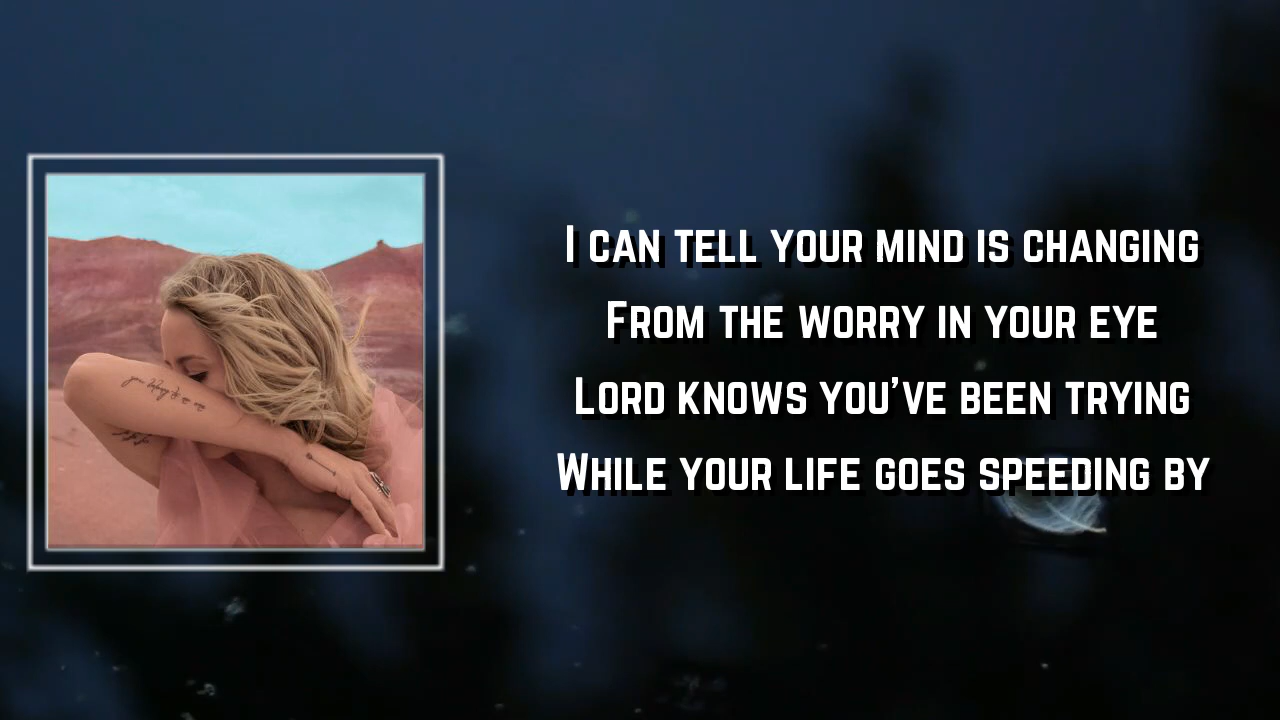 I can tell your mind is changing
From the worry in your eye
Lord knows you've been trying
While your life goes speeding by